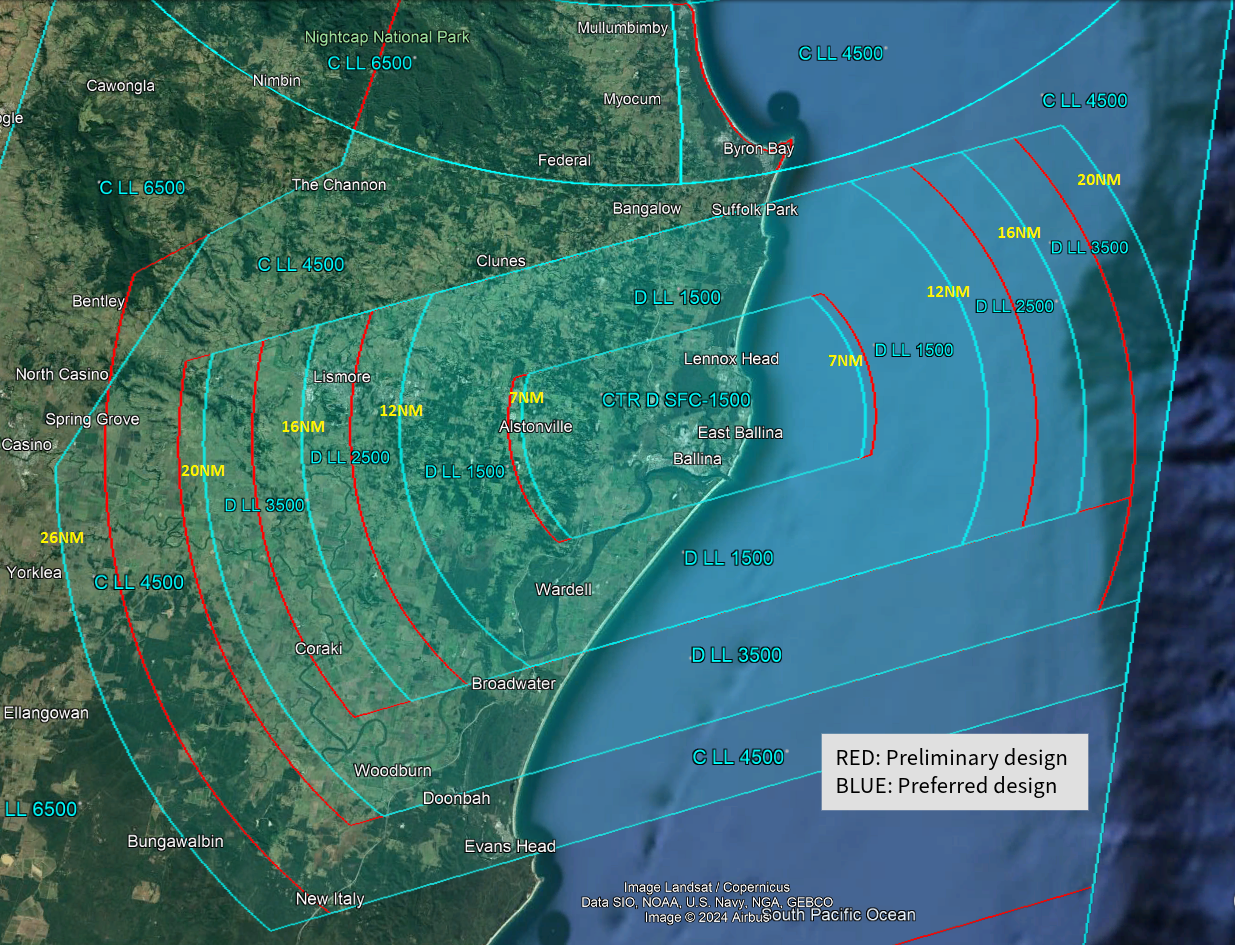 Mullumbimby
Nightcap National Park
C LL 6500
C LL 4500
Nimbin
Cawongla
Myocum
C LL 4500
ogle
Byron Bay
Federal
20NM
The Channon
C LL 6500
Bangalow
Suffolk Park
16NM
D LL 3500
Clunes
C LL 4500
12NM
D LL 1500
Bentley
D LL 2500
D LL 1500
Lennox Head
7NM
North Casino
Lismore
7NM
CTR D SFC-1500
12NM
Spring Grove
16NM
Alstonville
East Ballina
Casino
D LL 2500
Ballina
20NM
D LL 1500
D LL 3500
26NM
D LL 1500
Yorklea
C LL 4500
Wardell
Coraki
D LL 3500
Broadwater
Ellangowan
C LL 4500
RED: Preliminary design
BLUE: Preferred design
Woodburn
Doonbah
LL 6500
Bungawalbin
Evans Head
New Italy
Image Landsat / Copernicus
Data SIO, NOAA, U.S. Navy, NGA, GEBCO
Image © 2024 Airbus
South Pacific Ocean